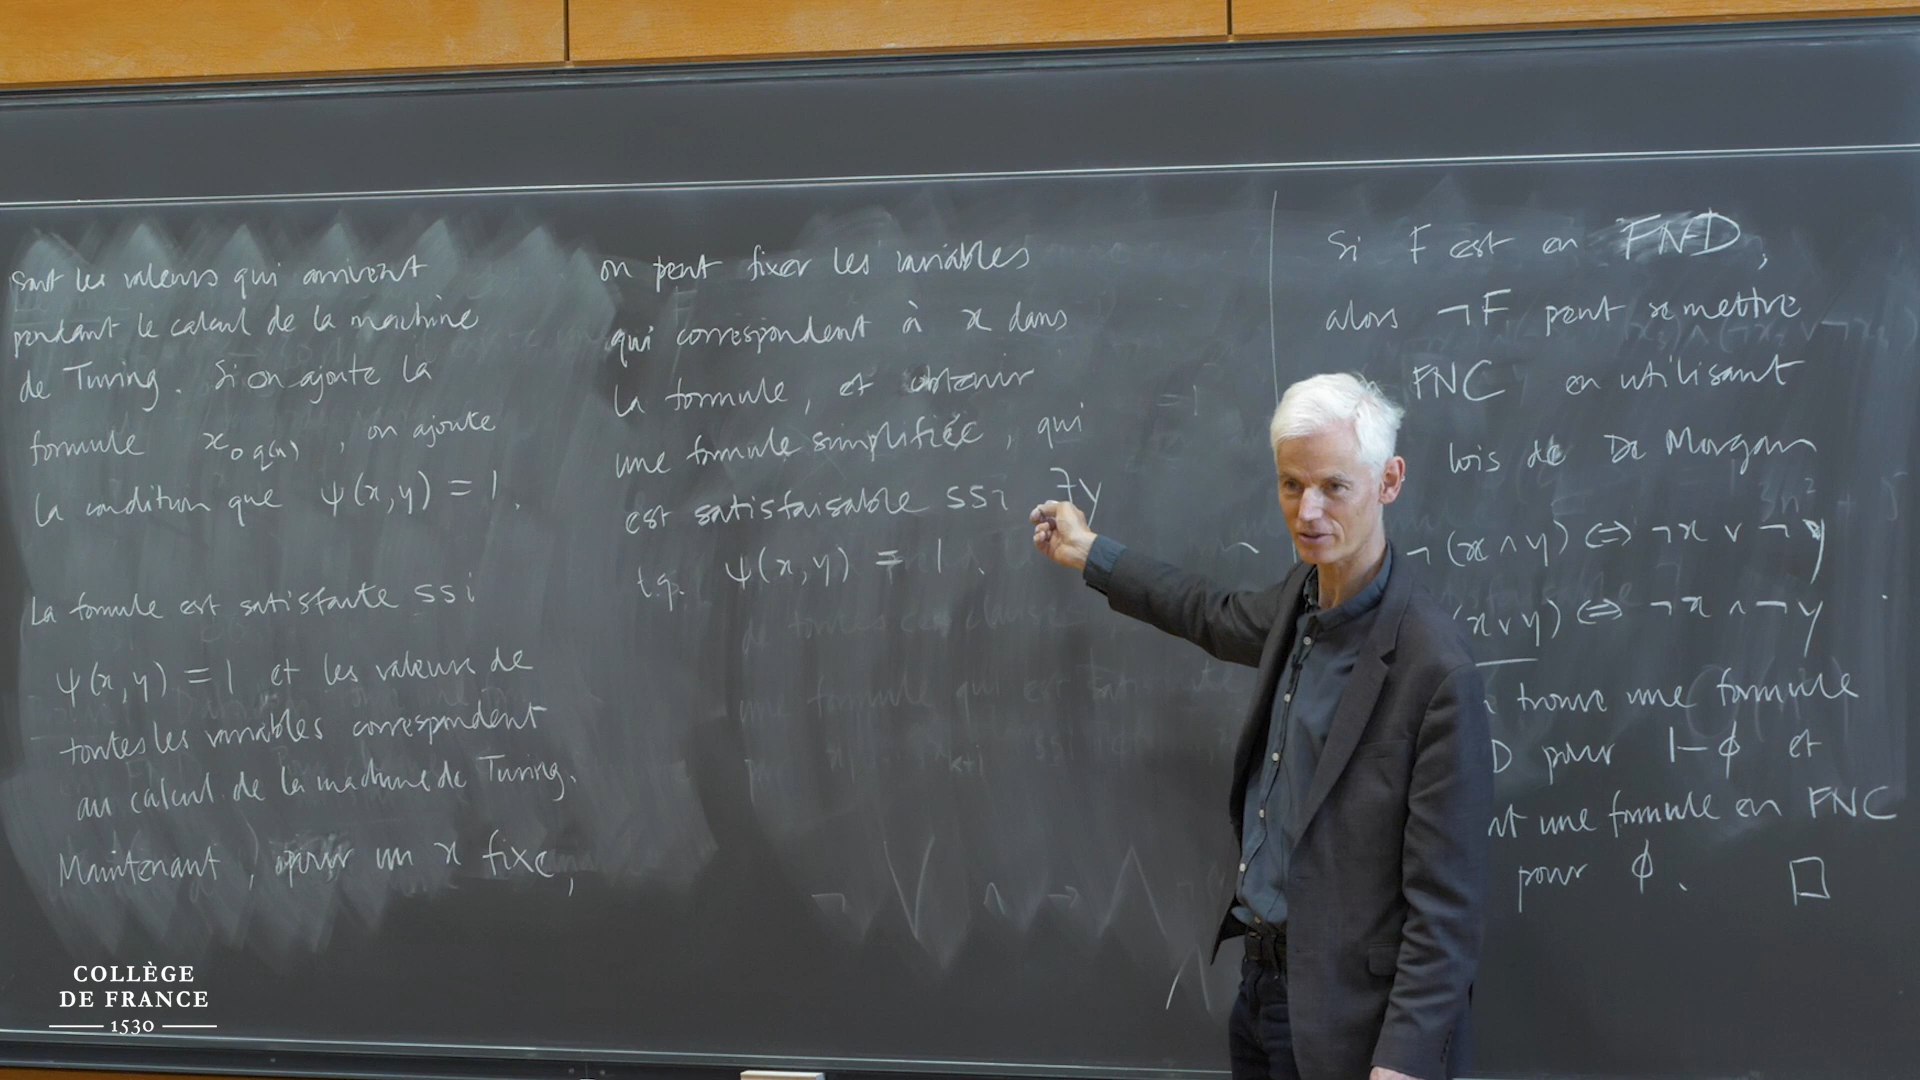 sont les valeurs qui arrivent
pendant le calcul de la machine
de Turing. Si on ajoute la
formule x₀q(n), on ajoute
la condition que ψ(x,y) = 1.
La formule est satisfaite ssi
ψ(x,y) = 1 et les valeurs de
toutes les variables correspondent
au calcul de la machine de Turing.
Maintenant, pour un x fixe,
on peut fixer les variables
qui correspondent à x dans
la formule, et obtenir
une formule simplifiée, qui
est satisfaisable ssi ∃y
t.q. ψ(x,y) = 1.
¬ V ∧ → Λ
Si F est en FND,
alors ¬F peut se mettre
FNC en utilisant
lois de De Morgan
¬(x∧y) ⇔ ¬x ∨ ¬y
(x∨y) ⇔ ¬x ∧ ¬y.
trouve une formule
D pour 1-φ et
nt une formule en FNC
pour φ. □
COLLÈGE
DE FRANCE
1530